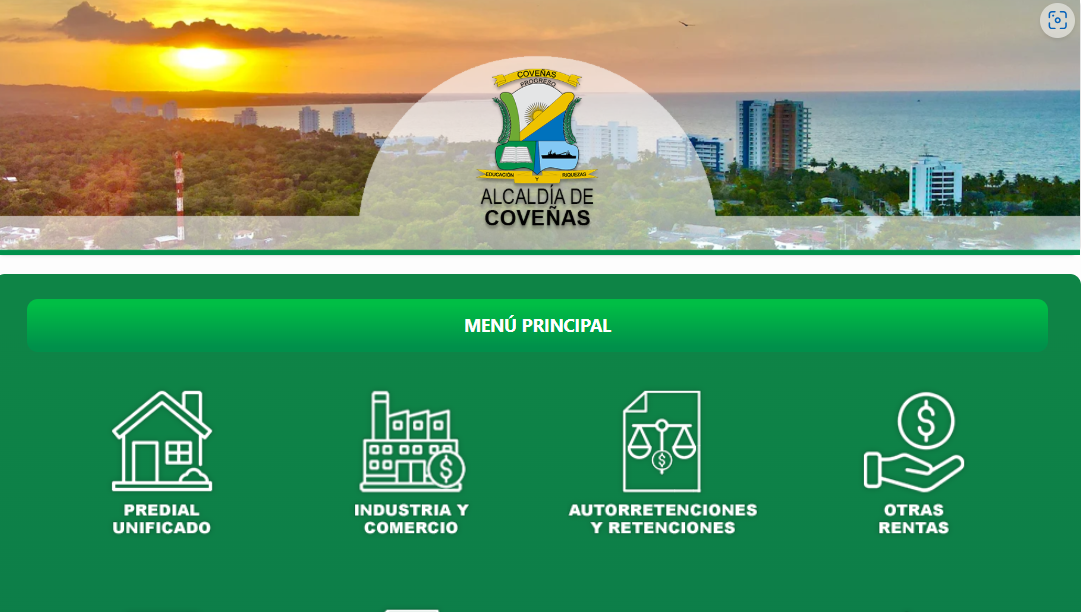 COVEÑAS
PROGRESO
EDUCACIÓN Y RIQUEZAS
ALCALDÍA DE
COVEÑAS
MENÚ PRINCIPAL
PREDIAL
UNIFICADO
INDUSTRIA Y
COMERCIO
AUTORRETENCIONES
Y RETENCIONES
OTRAS
RENTAS